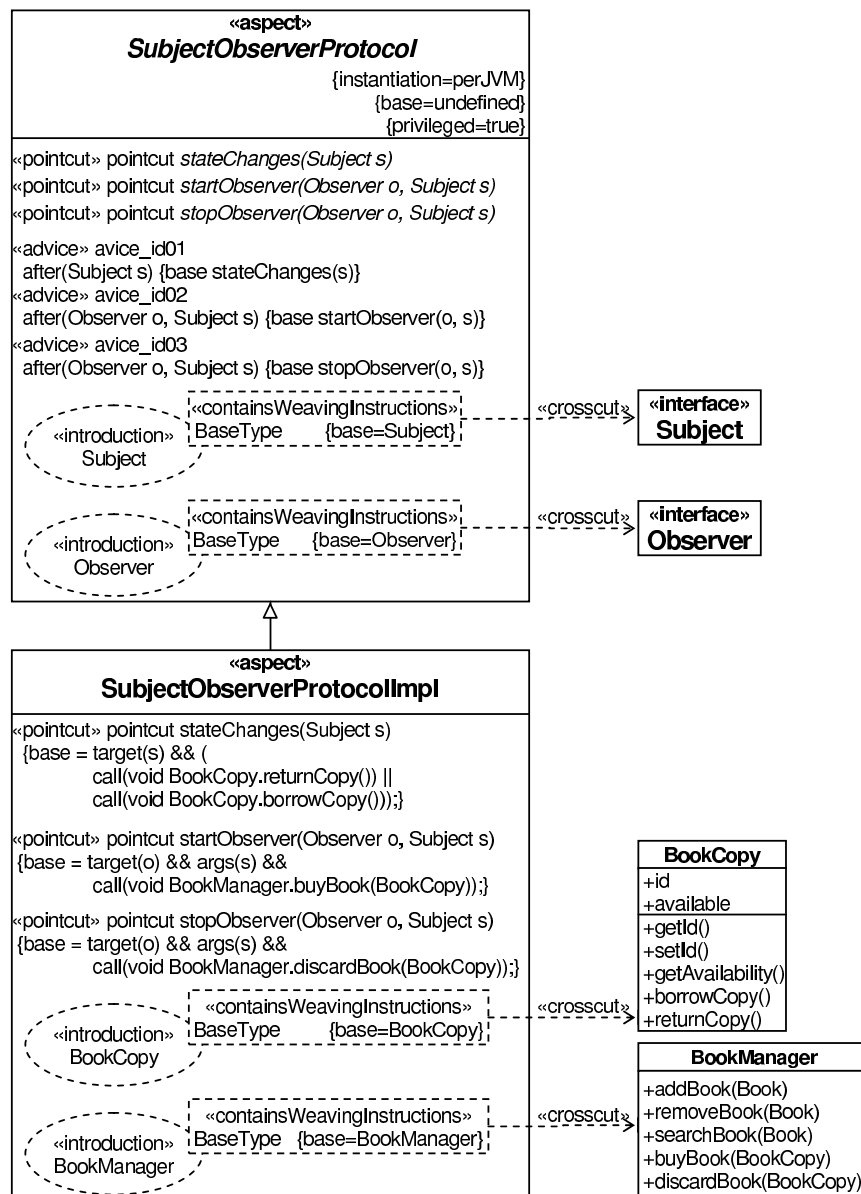 «aspect»
SubjectObserverProtocol
{instantiation=perJVM}
{base=undefined}
{privileged=true}
«pointcut» pointcut stateChanges(Subject s)
«pointcut» pointcut startObserver(Observer o, Subject s)
«pointcut» pointcut stopObserver(Observer o, Subject s)
«advice» avice_id01
after(Subject s) {base stateChanges(s)}
«advice» avice_id02
after(Observer o, Subject s) {base startObserver(o, s)}
«advice» avice_id03
after(Observer o, Subject s) {base stopObserver(o, s)}
«introduction»
Subject
«containsWeavingInstructions»
BaseType {base=Subject}
«crosscut»
«interface»
Subject
«introduction»
Observer
«containsWeavingInstructions»
BaseType {base=Observer}
«crosscut»
«interface»
Observer
«aspect»
SubjectObserverProtocolImpl
«pointcut» pointcut stateChanges(Subject s)
{base = target(s) && (
call(void BookCopy.returnCopy()) ||
call(void BookCopy.borrowCopy()));}
«pointcut» pointcut startObserver(Observer o, Subject s)
{base = target(o) && args(s) &&
call(void BookManager.buyBook(BookCopy));}
«pointcut» pointcut stopObserver(Observer o, Subject s)
{base = target(o) && args(s) &&
call(void BookManager.discardBook(BookCopy));}
«introduction»
BookCopy
«containsWeavingInstructions»
BaseType {base=BookCopy}
«crosscut»
BookCopy
+id
+available
+getId()
+setId()
+getAvailability()
+borrowCopy()
+returnCopy()
«introduction»
BookManager
«containsWeavingInstructions»
BaseType {base=BookManager}
«crosscut»
BookManager
+addBook(Book)
+removeBook(Book)
+searchBook(Book)
+buyBook(BookCopy)
+discardBook(BookCopy)